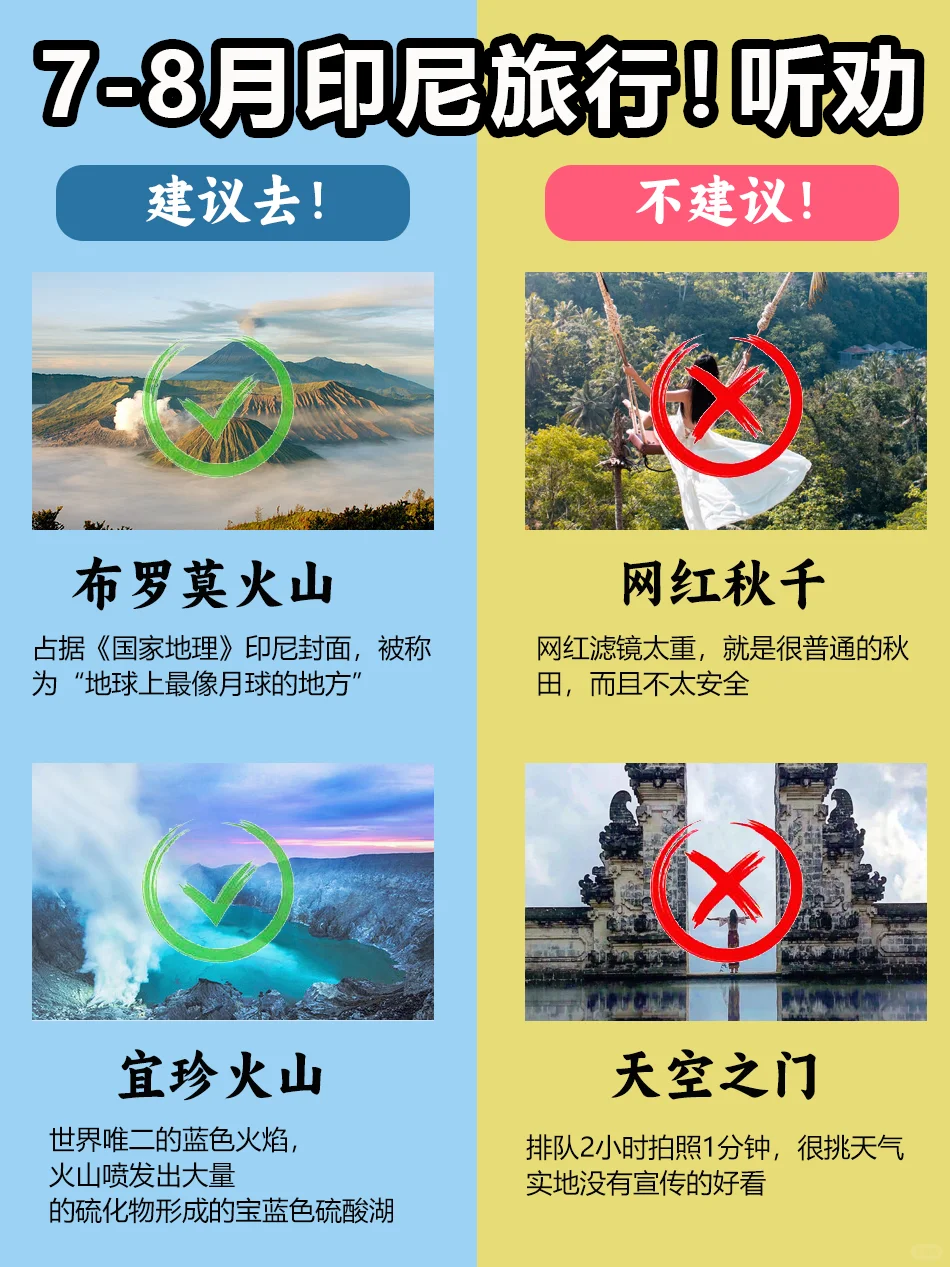 7-8月印尼旅行！听劝
建议去！
不建议！
布罗莫火山
占据《国家地理》印尼封面，被称
为“地球上最像月球的地方”
网红秋千
网红滤镜太重，就是很普通的秋
田，而且不太安全
宜珍火山
世界唯二的蓝色火焰，
火山喷发出大量
的硫化物形成的宝蓝色硫酸湖
天空之门
排队2小时拍照1分钟，很挑天气
实地没有宣传的好看